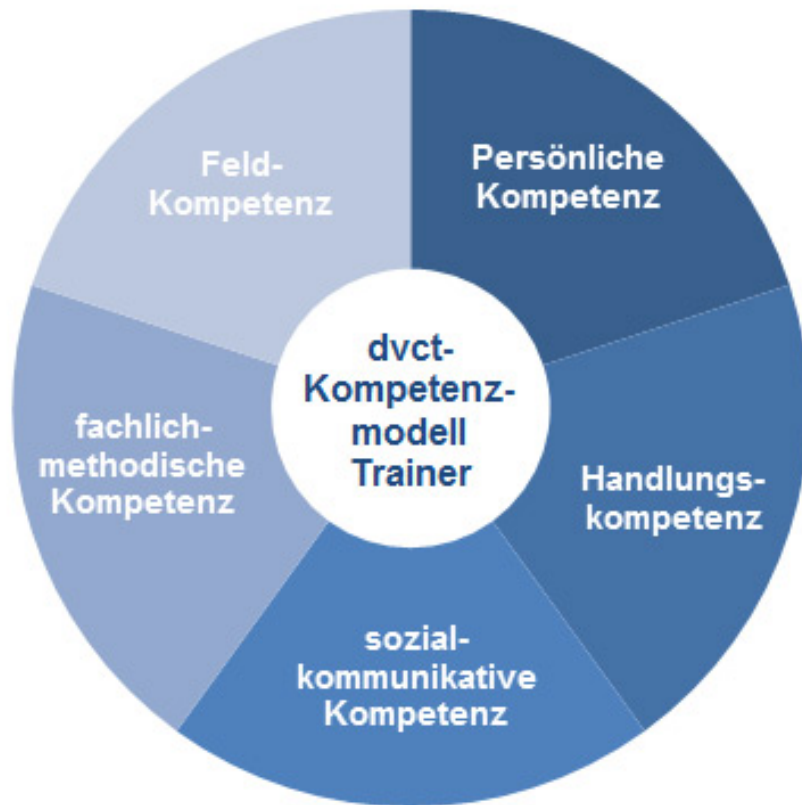 Feld-
Kompetenz
Persönliche
Kompetenz
dvct-
Kompetenz-
modell
Trainer
fachlich-
methodische
Kompetenz
Handlungs-
kompetenz
sozial-
kommunikative
Kompetenz